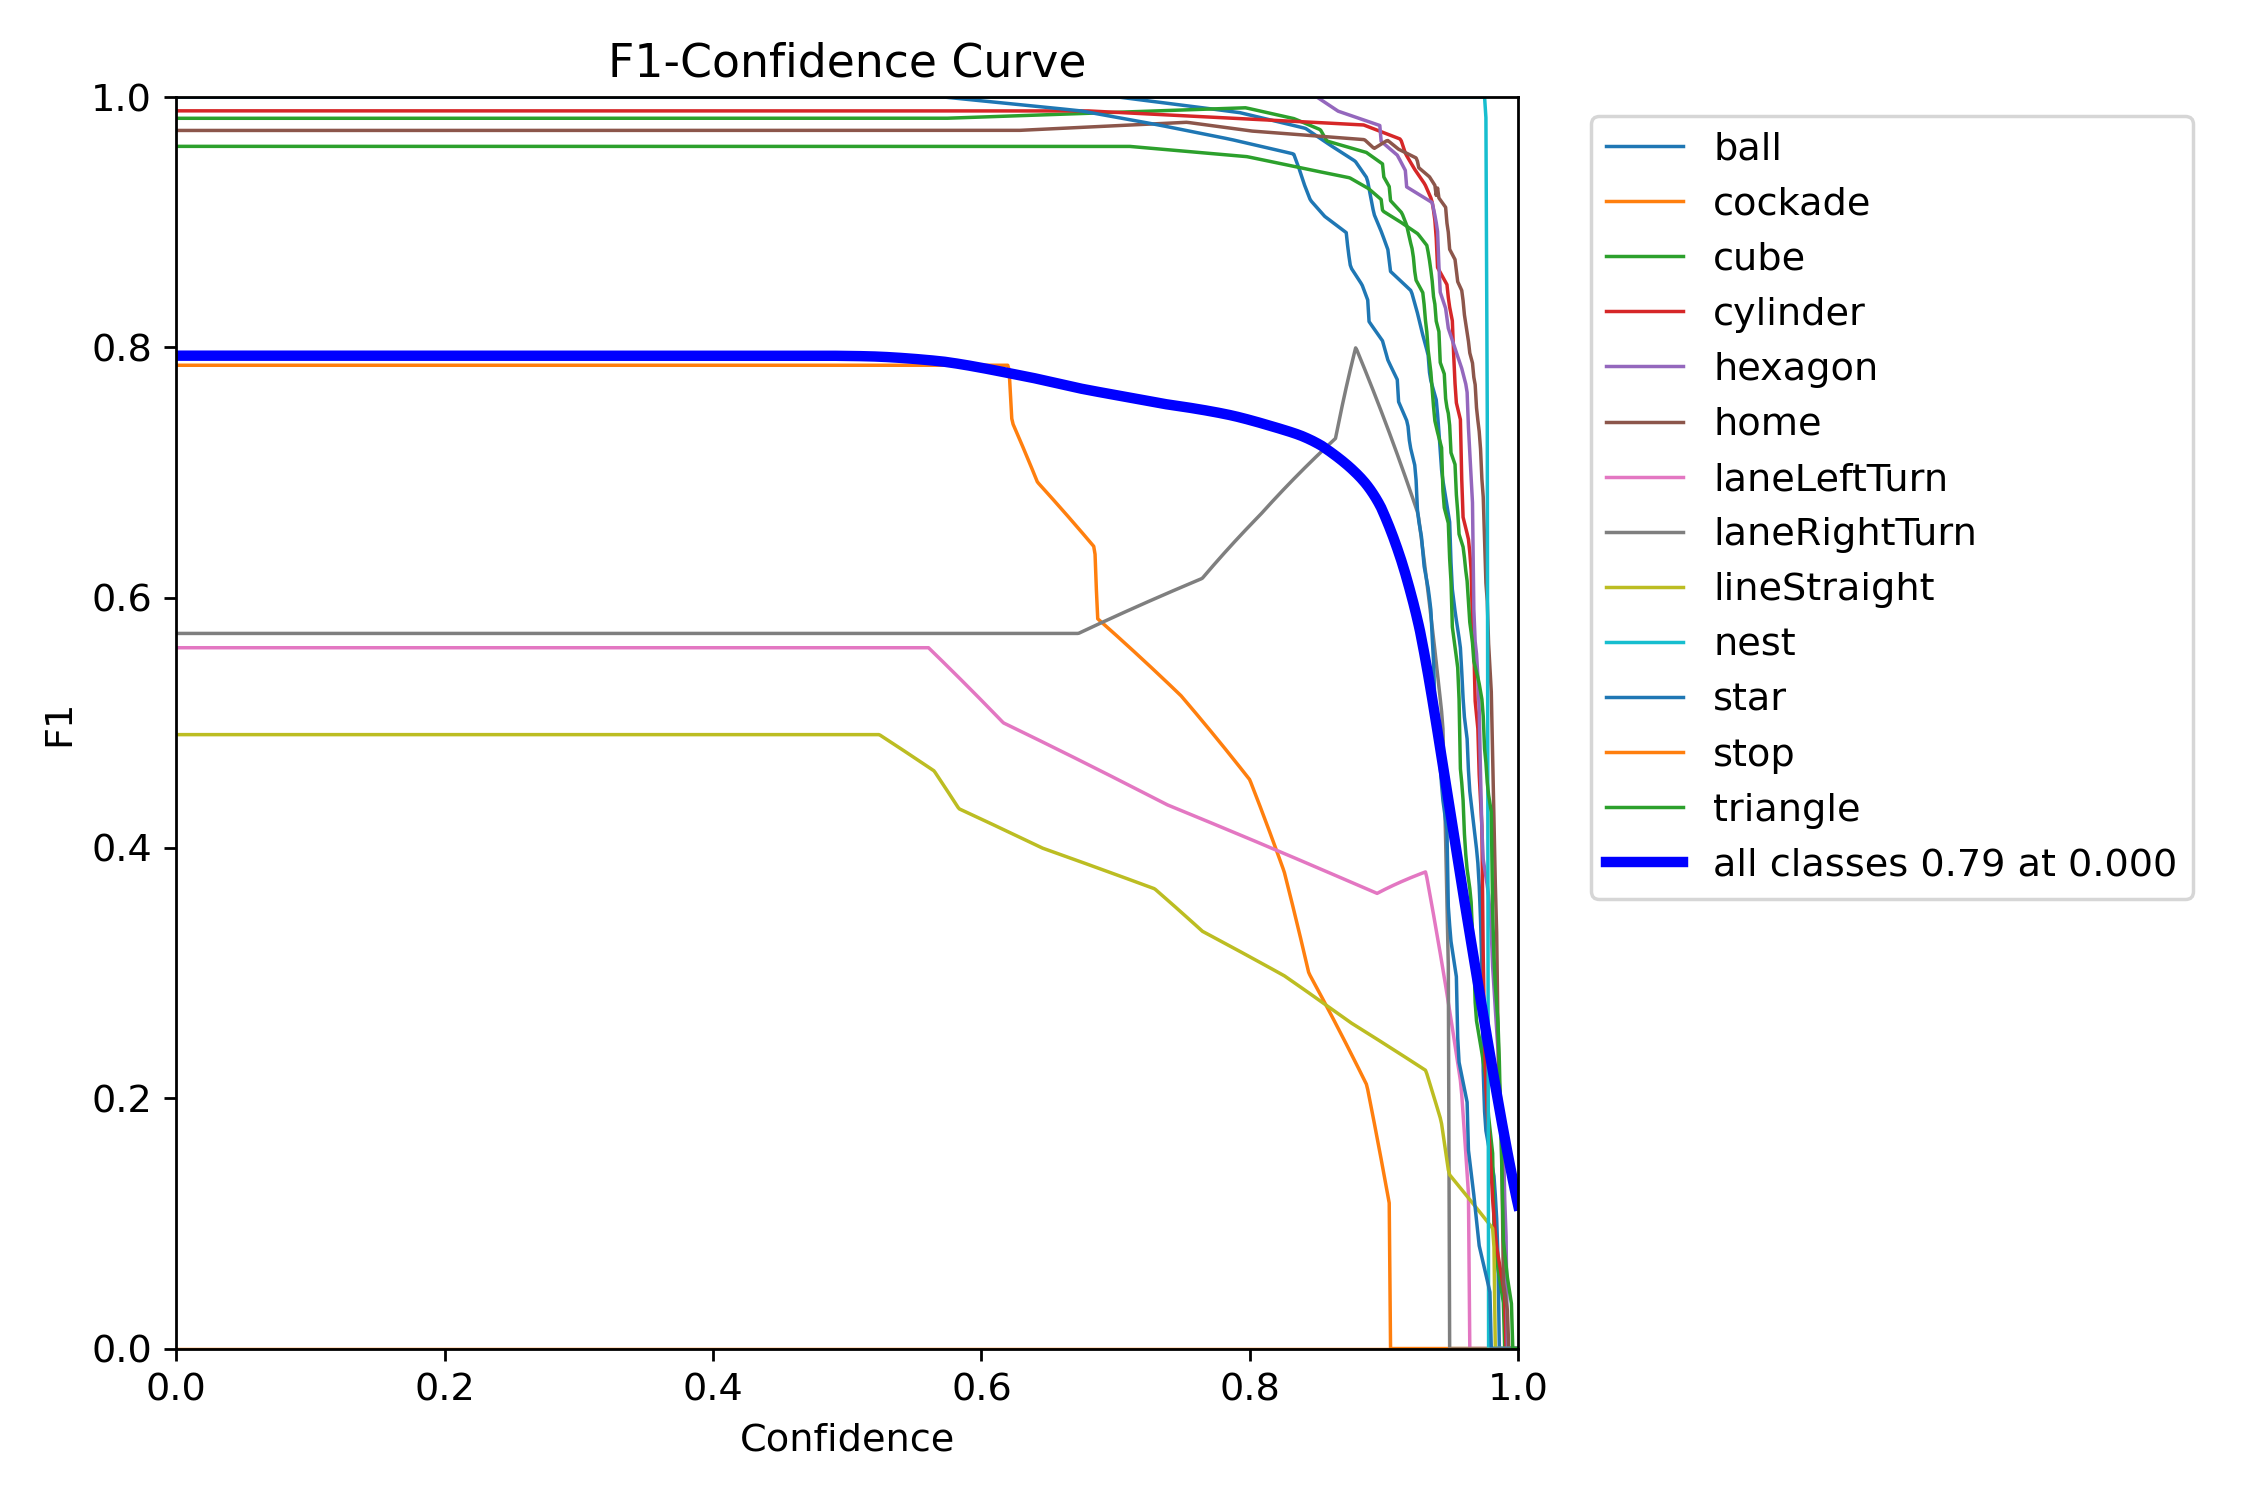 F1-Confidence Curve
1.0
0.8
0.6
0.4
0.2
0.0
F1
0.0 0.2 0.4 0.6 0.8 1.0
Confidence
ball
cockade
cube
cylinder
hexagon
home
laneLeftTurn
laneRightTurn
lineStraight
nest
star
stop
triangle
all classes 0.79 at 0.000